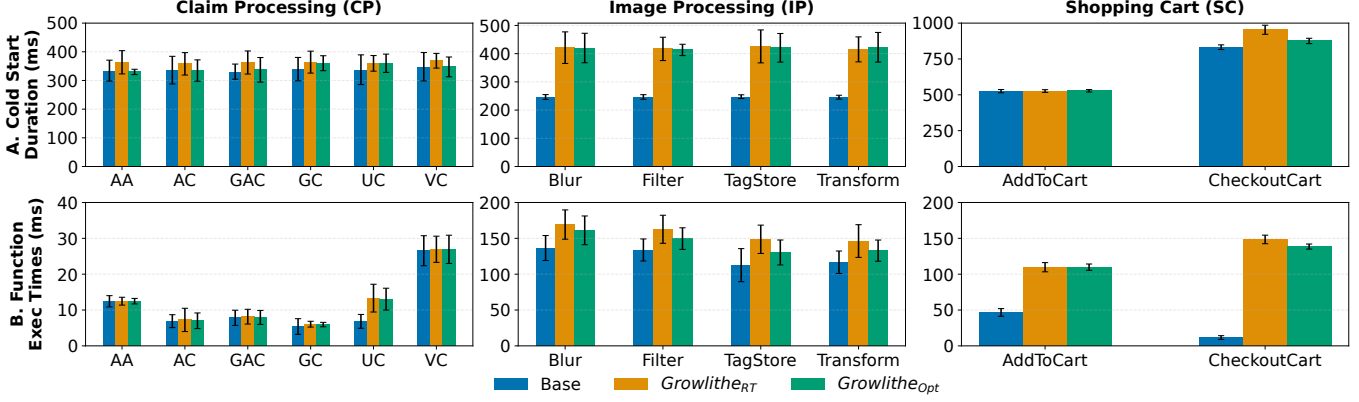 Claim Processing (CP)
Image Processing (IP)
Shopping Cart (SC)
A. Cold Start
Duration (ms)
500
400
300
200
100
0
AA AC GAC GC UC VC
500
400
300
200
100
0
Blur Filter TagStore Transform
1000
750
500
250
0
AddToCart CheckoutCart
B. Function
Exec Times (ms)
40
30
20
10
0
AA AC GAC GC UC VC
200
150
100
50
0
Blur Filter TagStore Transform
200
150
100
50
0
AddToCart CheckoutCart
Base GrowlitheRT GrowlitheOpt